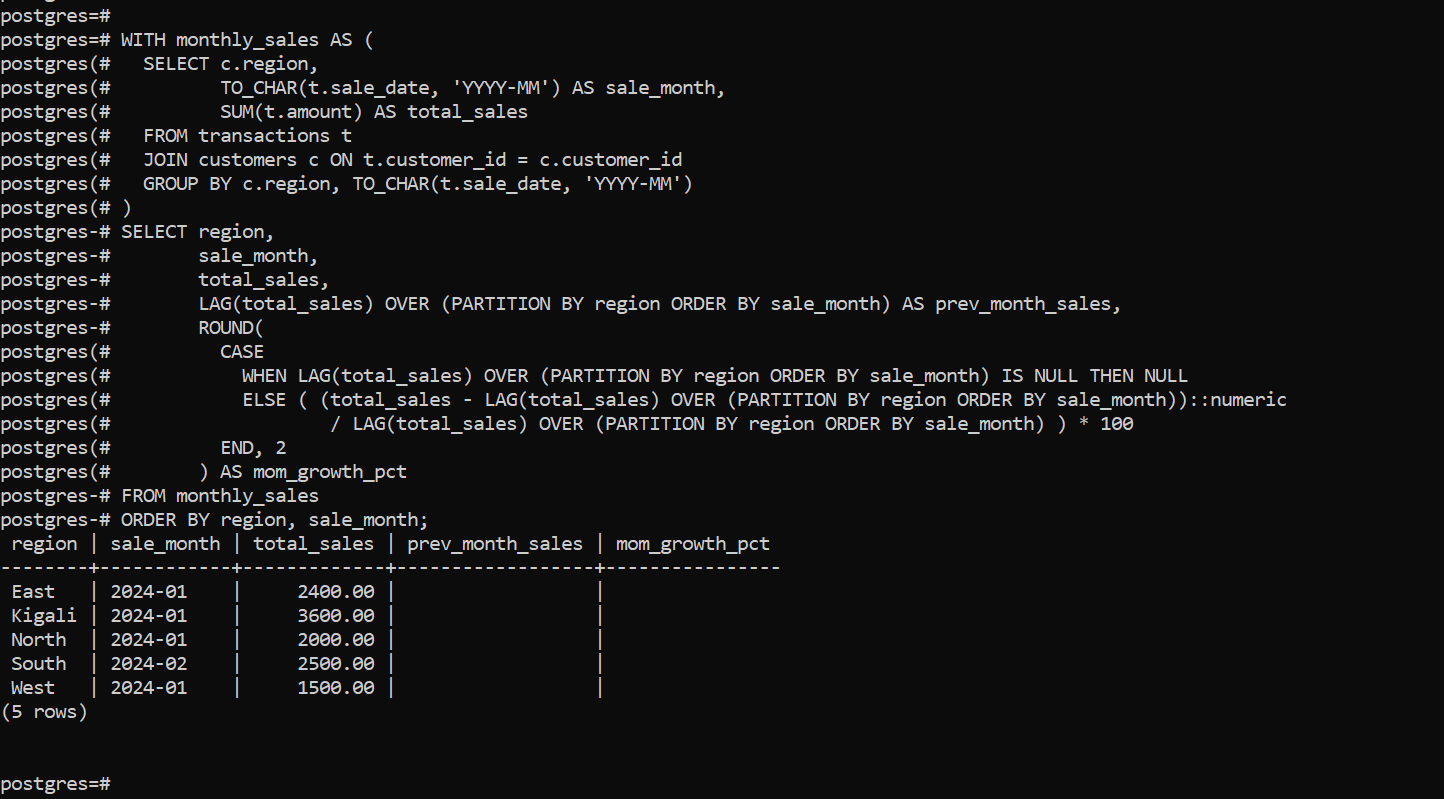 postgres=#
postgres=# WITH monthly_sales AS (
postgres(#   SELECT c.region,
postgres(#          TO_CHAR(t.sale_date, 'YYYY-MM') AS sale_month,
postgres(#          SUM(t.amount) AS total_sales
postgres(#   FROM transactions t
postgres(#   JOIN customers c ON t.customer_id = c.customer_id
postgres(#   GROUP BY c.region, TO_CHAR(t.sale_date, 'YYYY-MM')
postgres(# )
postgres-# SELECT region,
postgres-#        sale_month,
postgres-#        total_sales,
postgres-#        LAG(total_sales) OVER (PARTITION BY region ORDER BY sale_month) AS prev_month_sales,
postgres-#        ROUND(
postgres(#          CASE
postgres(#            WHEN LAG(total_sales) OVER (PARTITION BY region ORDER BY sale_month) IS NULL THEN NULL
postgres(#            ELSE ( (total_sales - LAG(total_sales) OVER (PARTITION BY region ORDER BY sale_month))::numeric
postgres(#                    / LAG(total_sales) OVER (PARTITION BY region ORDER BY sale_month) ) * 100
postgres(#          END, 2
postgres(#        ) AS mom_growth_pct
postgres-# FROM monthly_sales
postgres-# ORDER BY region, sale_month;
 region | sale_month | total_sales | prev_month_sales | mom_growth_pct
--------+------------+-------------+------------------+----------------
 East   | 2024-01    |     2400.00 |                  |
 Kigali | 2024-01    |     3600.00 |                  |
 North  | 2024-01    |     2000.00 |                  |
 South  | 2024-02    |     2500.00 |                  |
 West   | 2024-01    |     1500.00 |                  |
(5 rows)
postgres=#